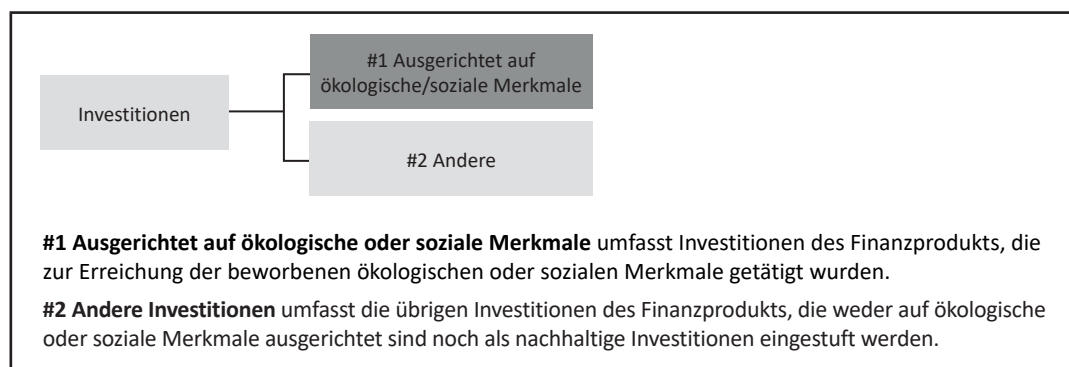 #1 Ausgerichtet auf
ökologische/soziale Merkmale
Investitionen
#2 Andere
#1 Ausgerichtet auf ökologische oder soziale Merkmale umfasst Investitionen des Finanzprodukts, die
zur Erreichung der beworbenen ökologischen oder sozialen Merkmale getätigt wurden.
#2 Andere Investitionen umfasst die übrigen Investitionen des Finanzprodukts, die weder auf ökologische
oder soziale Merkmale ausgerichtet sind noch als nachhaltige Investitionen eingestuft werden.